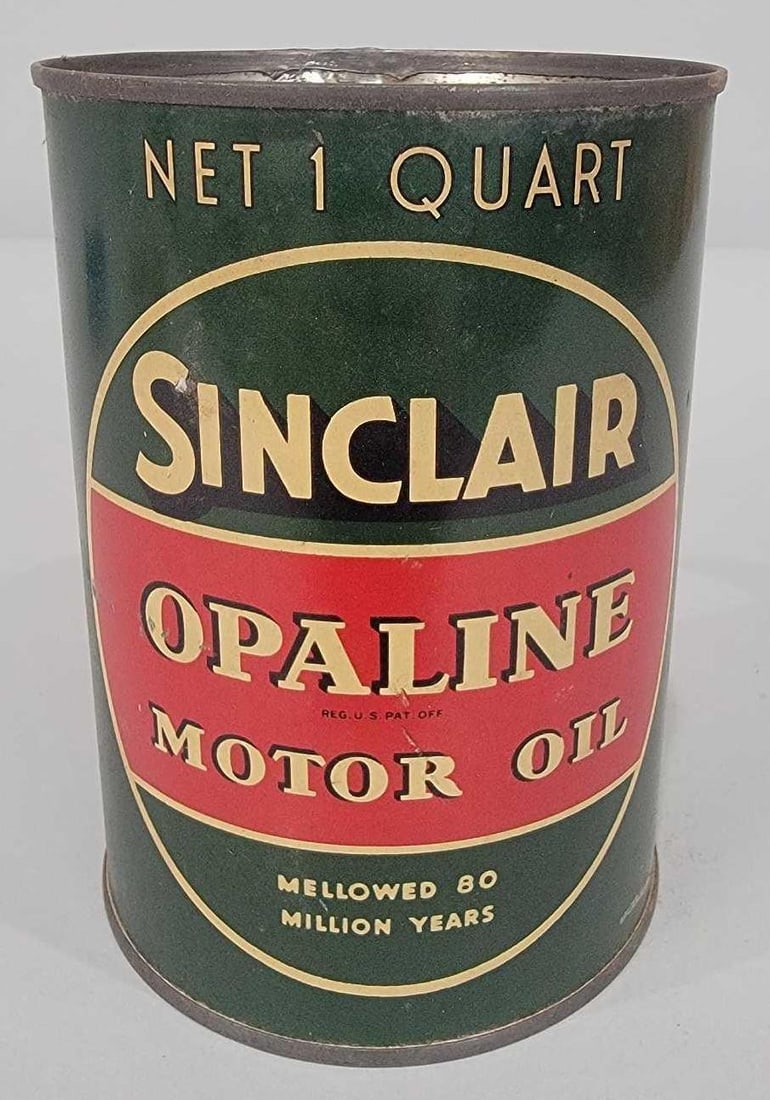 NET 1 QUART
SINCLAIR
OPALINE
REG. U.S. PAT. OFF.
MOTOR OIL
MELLOWED 80
MILLION YEARS